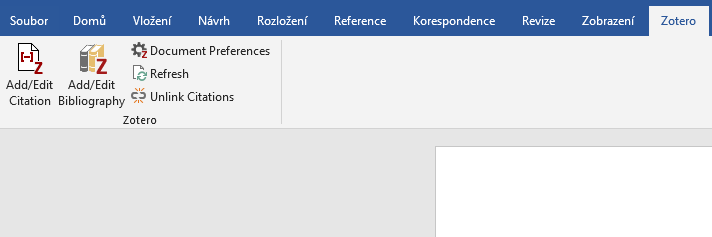 Soubor Domů Vložení Návrh Rozložení Reference Korespondence Revize Zobrazení Zotero
Add/Edit Citation
Add/Edit Bibliography
Document Preferences
Refresh
Unlink Citations
Zotero